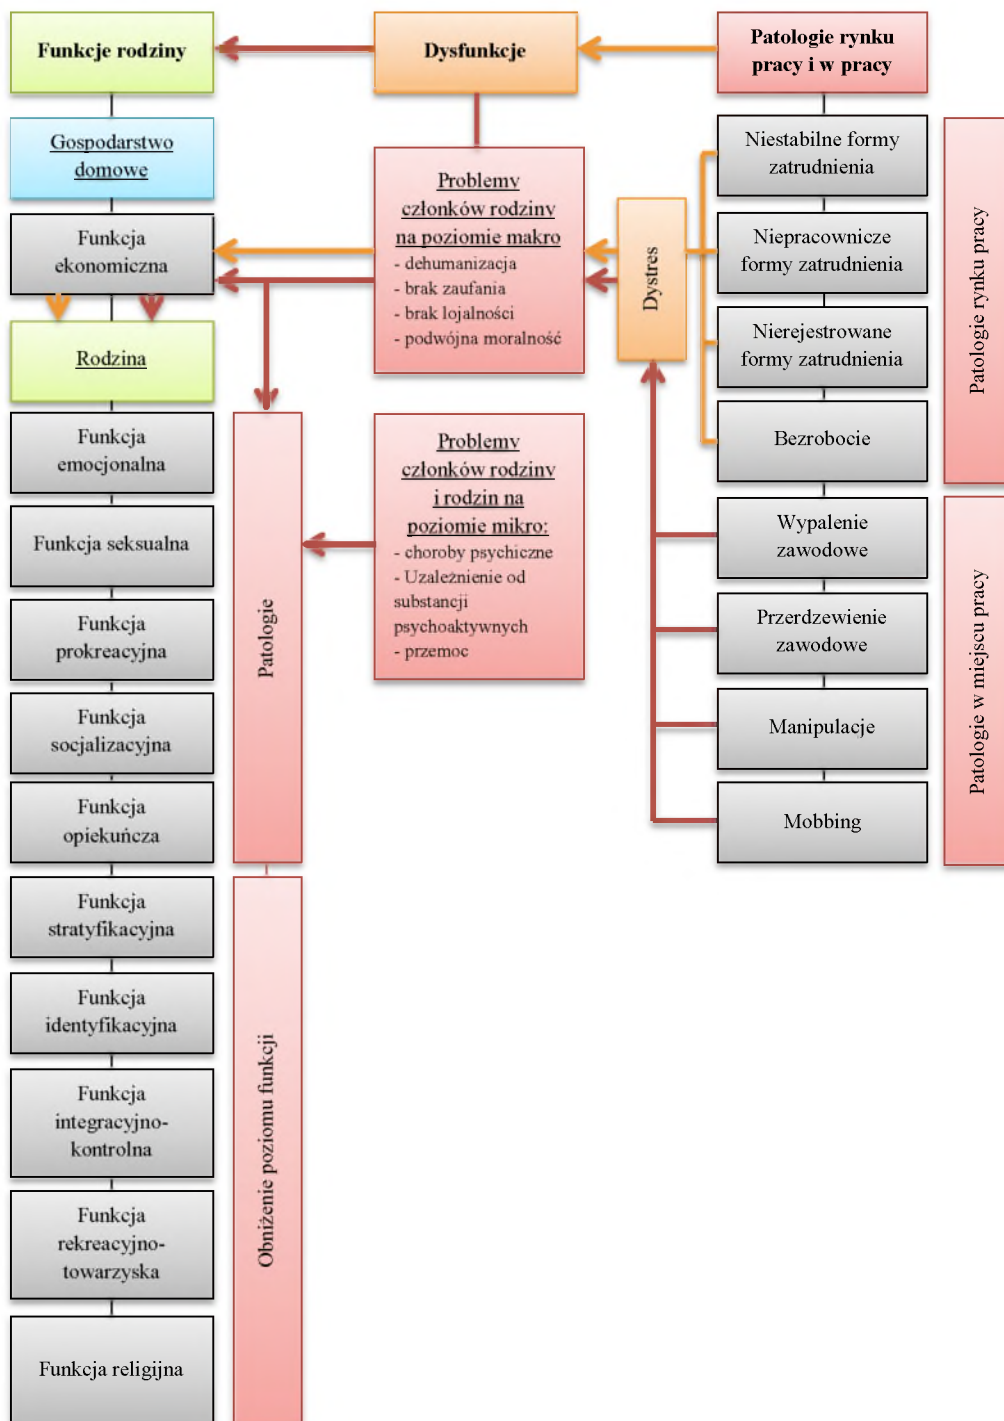 Funkcje rodziny
Dysfunkcje
Patologie rynku
pracy i w pracy
Gospodarstwo
domowe
Funkcja
ekonomiczna
Rodzina
Funkcja
emocjonalna
Funkcja seksualna
Funkcja
prokreacyjna
Funkcja
socjalizacyjna
Funkcja
opiekuńcza
Funkcja
stratyfikacyjna
Funkcja
identyfikacyjna
Funkcja
integracyjno-
kontrolna
Funkcja
rekreacyjno-
towarzyska
Funkcja religijna
Patologie
Obniżenie poziomu funkcji
Problemy
członków rodziny
na poziomie makro
- dehumanizacja
- brak zaufania
- brak lojalności
- podwójna moralność
Problemy
członków rodziny
i rodzin na
poziomie mikro:
- choroby psychiczne
- Uzależnienie od
substancji
psychoaktywnych
- przemoc
Dystres
Niestabilne formy
zatrudnienia
Niepracownicze
formy zatrudnienia
Nierejestrowane
formy zatrudnienia
Bezrobocie
Wypalenie
zawodowe
Przerdzewienie
zawodowe
Manipulacje
Mobbing
Patologie rynku pracy
Patologie w miejscu pracy